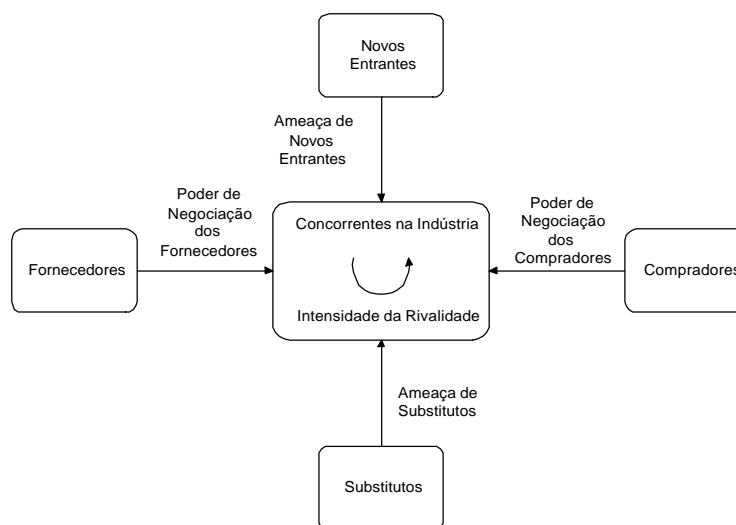 Novos
Entrantes
Ameaça de
Novos
Entrantes
Poder de
Negociação
dos
Fornecedores
Poder de
Negociação
dos
Compradores
Fornecedores
Concorrentes na Indústria
Intensidade da Rivalidade
Compradores
Ameaça de
Substitutos
Substitutos